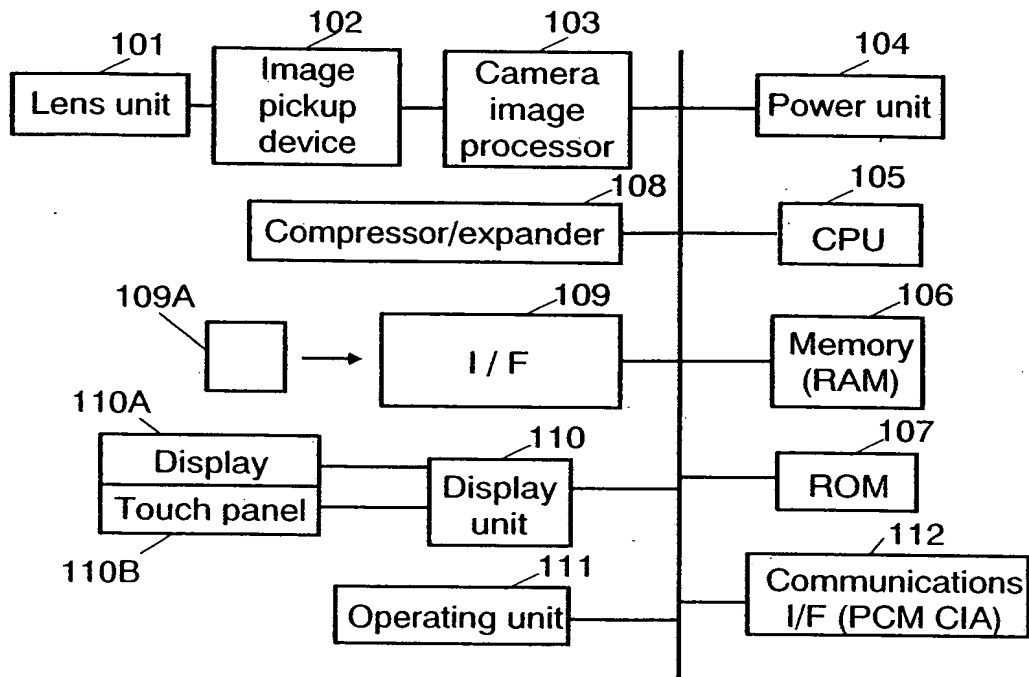 101
102
103
104
Lens unit
Image
pickup
device
Camera
image
processor
Power unit
108
105
Compressor/expander
CPU
109A
109
106
I / F
Memory
(RAM)
110A
110
107
Display
Touch panel
Display
unit
ROM
110B
111
112
Operating unit
Communications
I/F (PCM CIA)